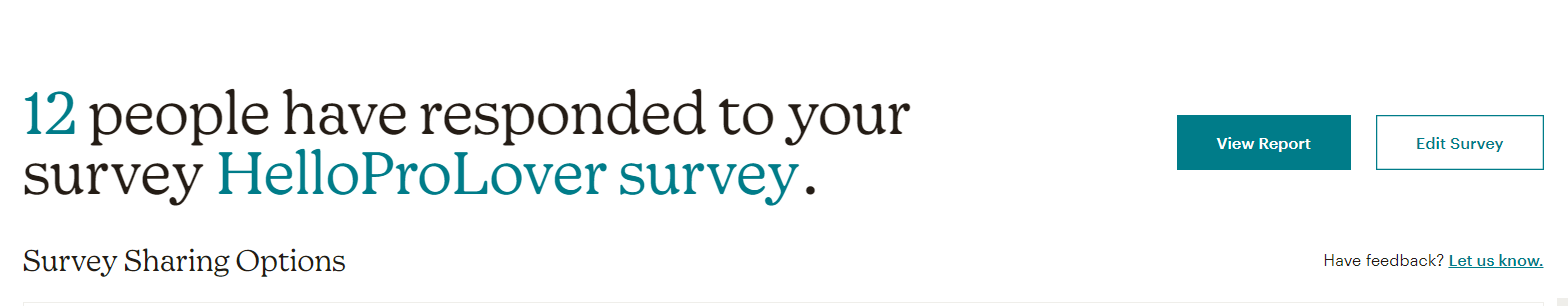 12 people have responded to your
survey HelloProLover survey.
View Report
Edit Survey
Survey Sharing Options
Have feedback? Let us know.